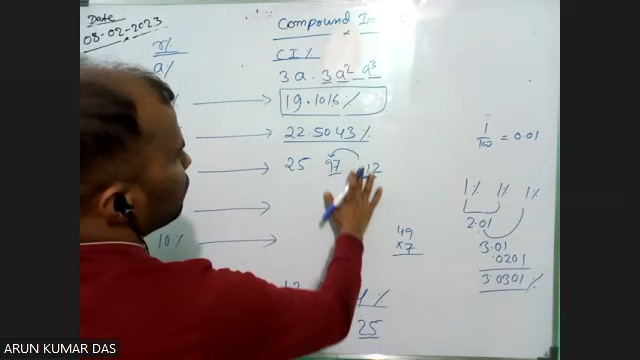 Date
08-02-2023
Compound In
r%
CI%
a%
3a. 3a² a³
%
19.1016%
22.5043%
25. 97 12
10%
1/100 = 0.01
1% 1% 1%
2.01
3.01
.0201
3.0301%
49
×7
%
25
ARUN KUMAR DAS